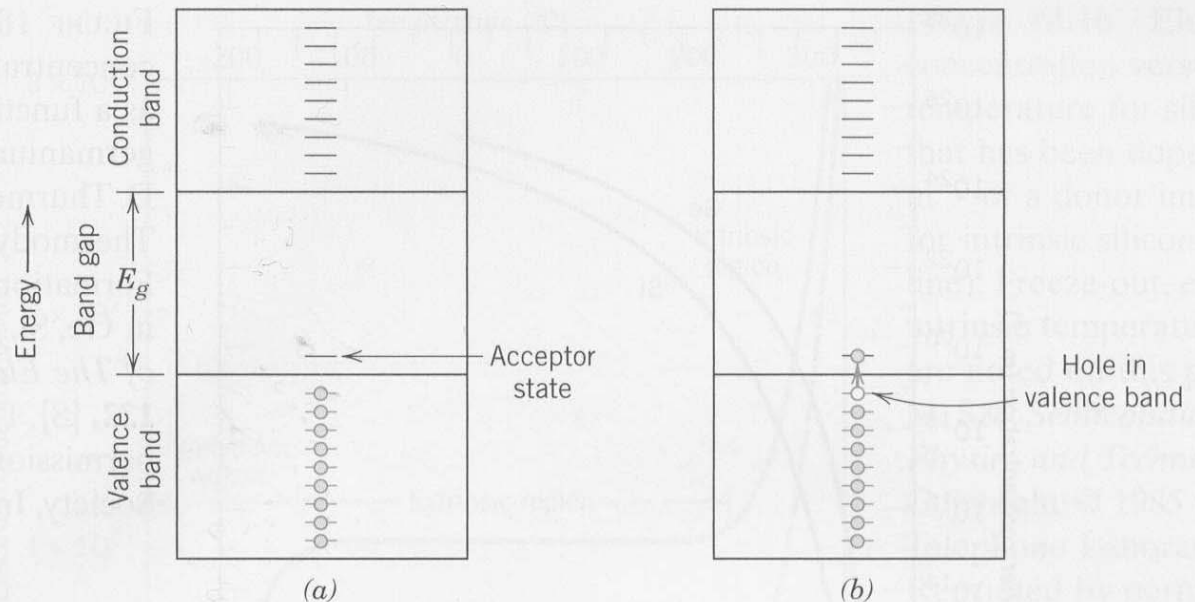 Conduction
band
Energy
Band gap
E_g
Valence
band
Acceptor
state
Hole in
valence band
(a)
(b)